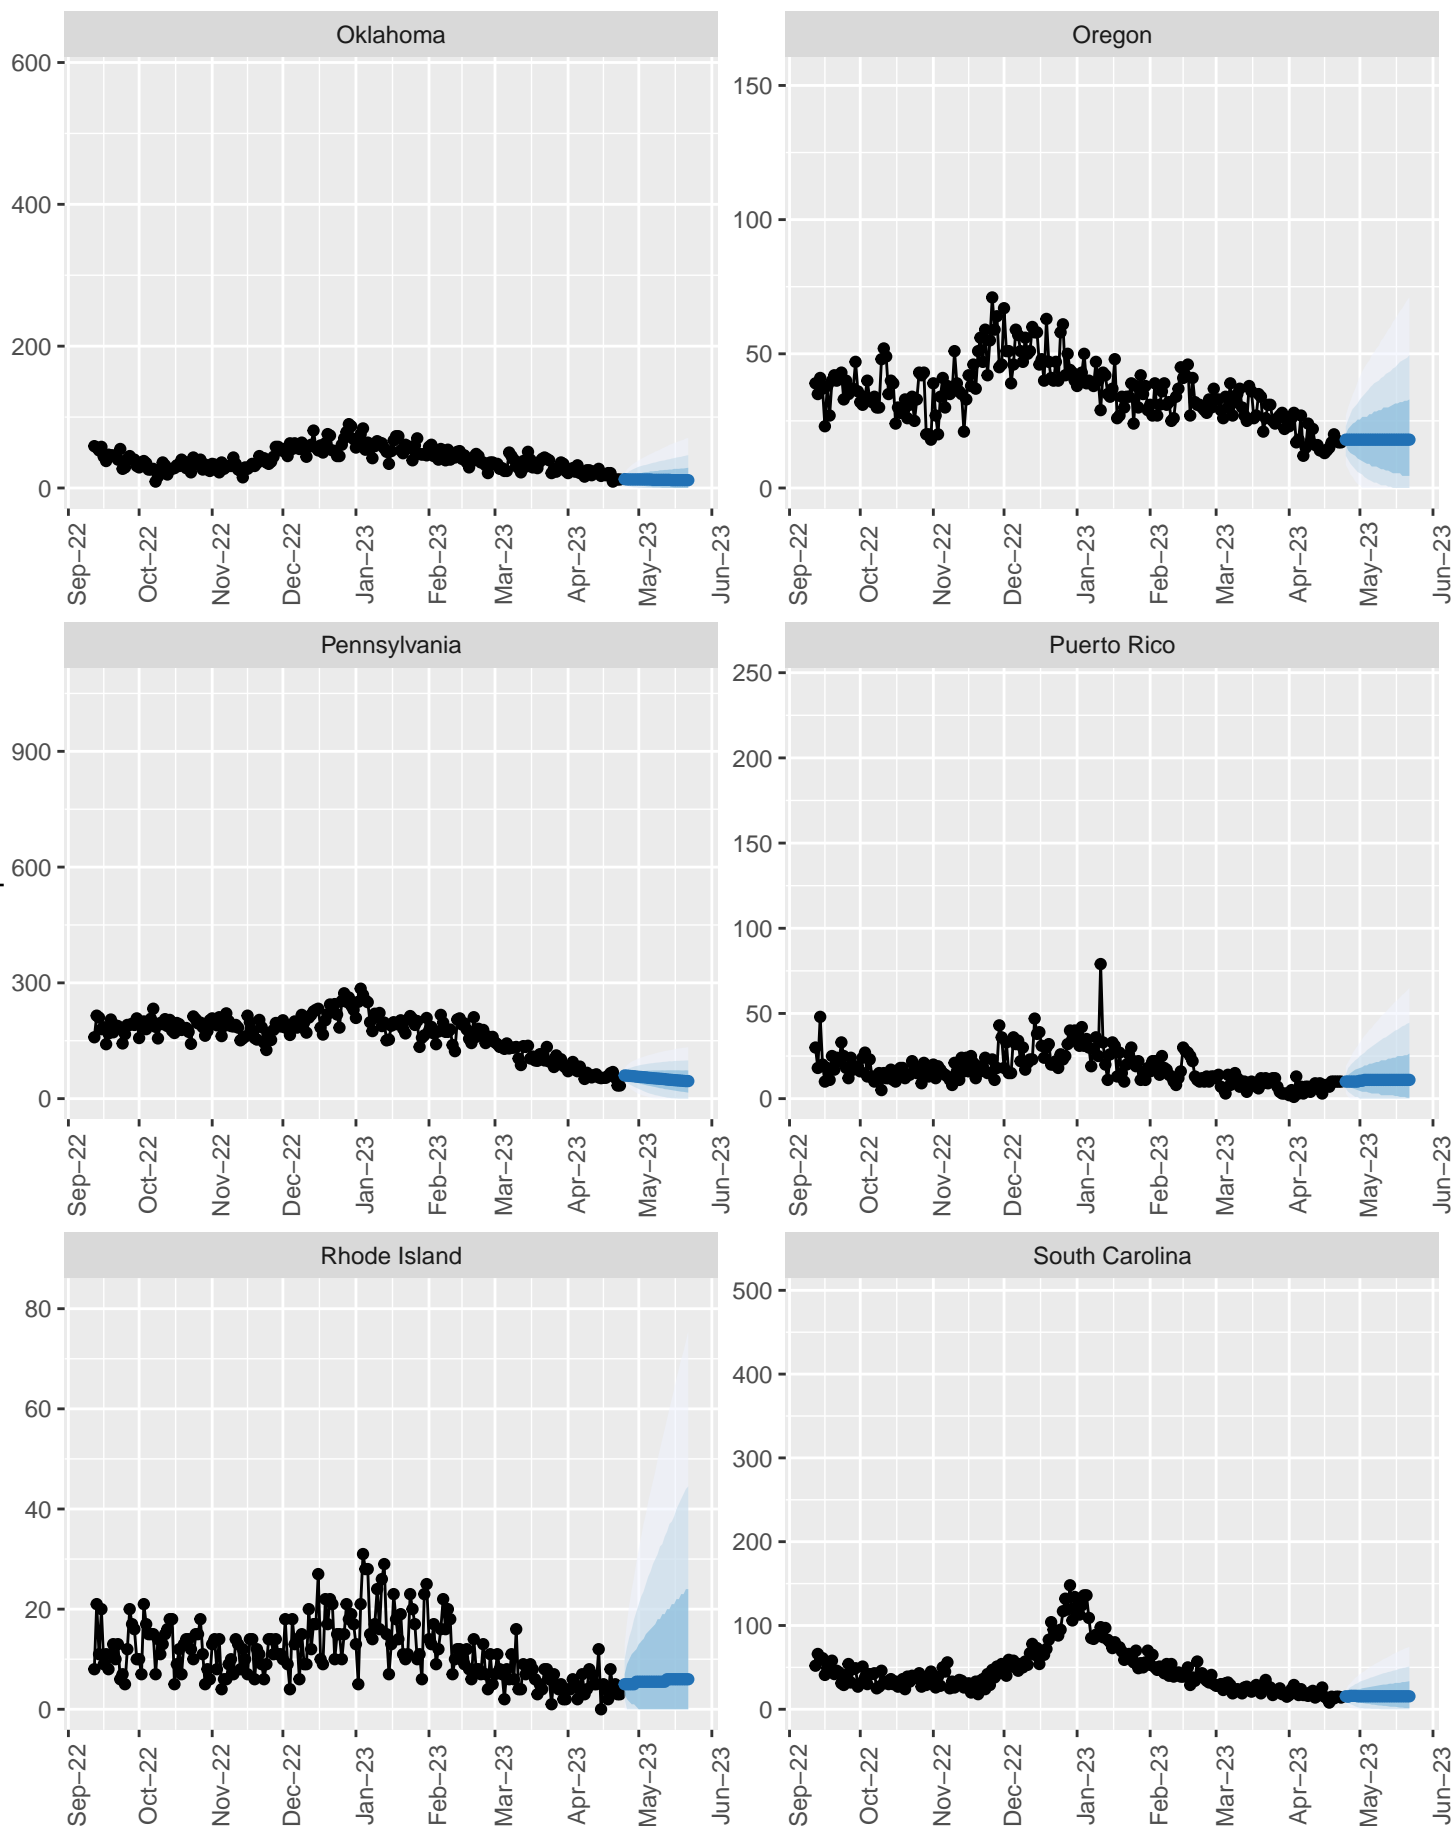 Oklahoma
600
400
200
0
Sep−22
Oct−22
Nov−22
Dec−22
Jan−23
Feb−23
Mar−23
Apr−23
May−23
Jun−23
Oregon
150
100
50
0
Sep−22
Oct−22
Nov−22
Dec−22
Jan−23
Feb−23
Mar−23
Apr−23
May−23
Jun−23
Pennsylvania
900
600
300
0
Sep−22
Oct−22
Nov−22
Dec−22
Jan−23
Feb−23
Mar−23
Apr−23
May−23
Jun−23
Puerto Rico
250
200
150
100
50
0
Sep−22
Oct−22
Nov−22
Dec−22
Jan−23
Feb−23
Mar−23
Apr−23
May−23
Jun−23
Rhode Island
80
60
40
20
0
Sep−22
Oct−22
Nov−22
Dec−22
Jan−23
Feb−23
Mar−23
Apr−23
May−23
Jun−23
South Carolina
500
400
300
200
100
0
Sep−22
Oct−22
Nov−22
Dec−22
Jan−23
Feb−23
Mar−23
Apr−23
May−23
Jun−23